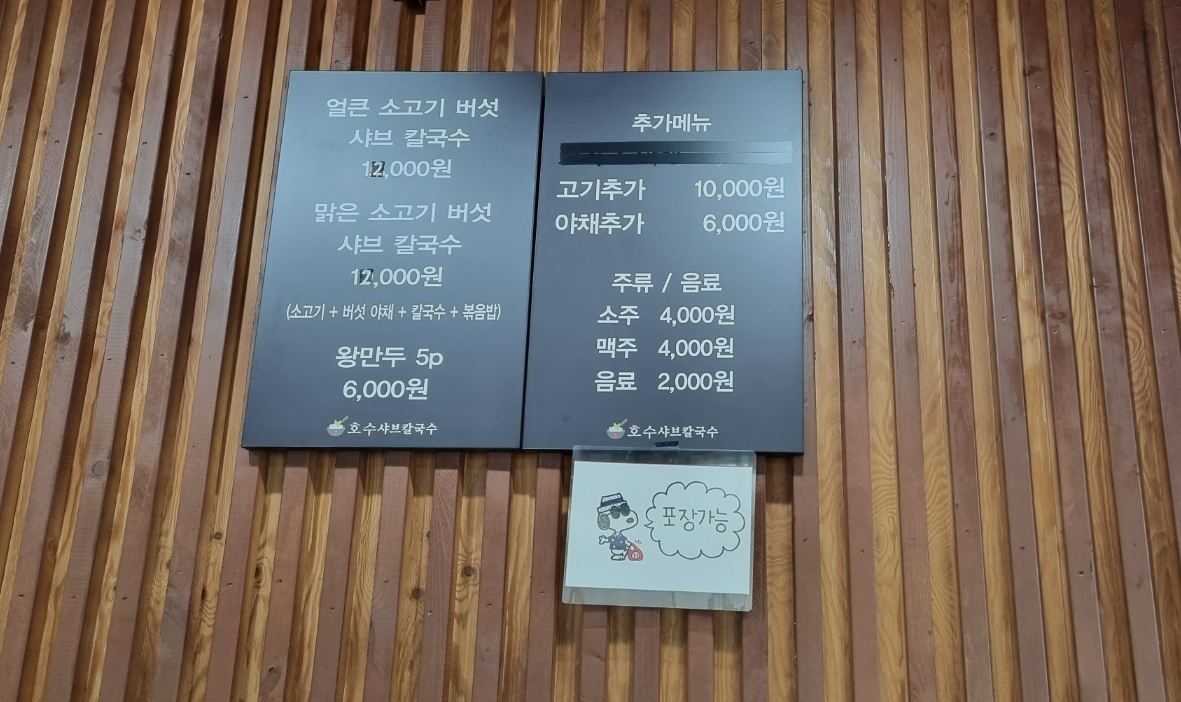 얼큰 소고기 버섯
샤브 칼국수
12,000원
맑은 소고기 버섯
샤브 칼국수
12,000원
(소고기 + 버섯 야채 + 칼국수 + 볶음밥)
왕만두 5p
6,000원
호수샤브칼국수
추가메뉴
고기추가 10,000원
야채추가 6,000원
주류 / 음료
소주 4,000원
맥주 4,000원
음료 2,000원
호수샤브칼국수
포장가능